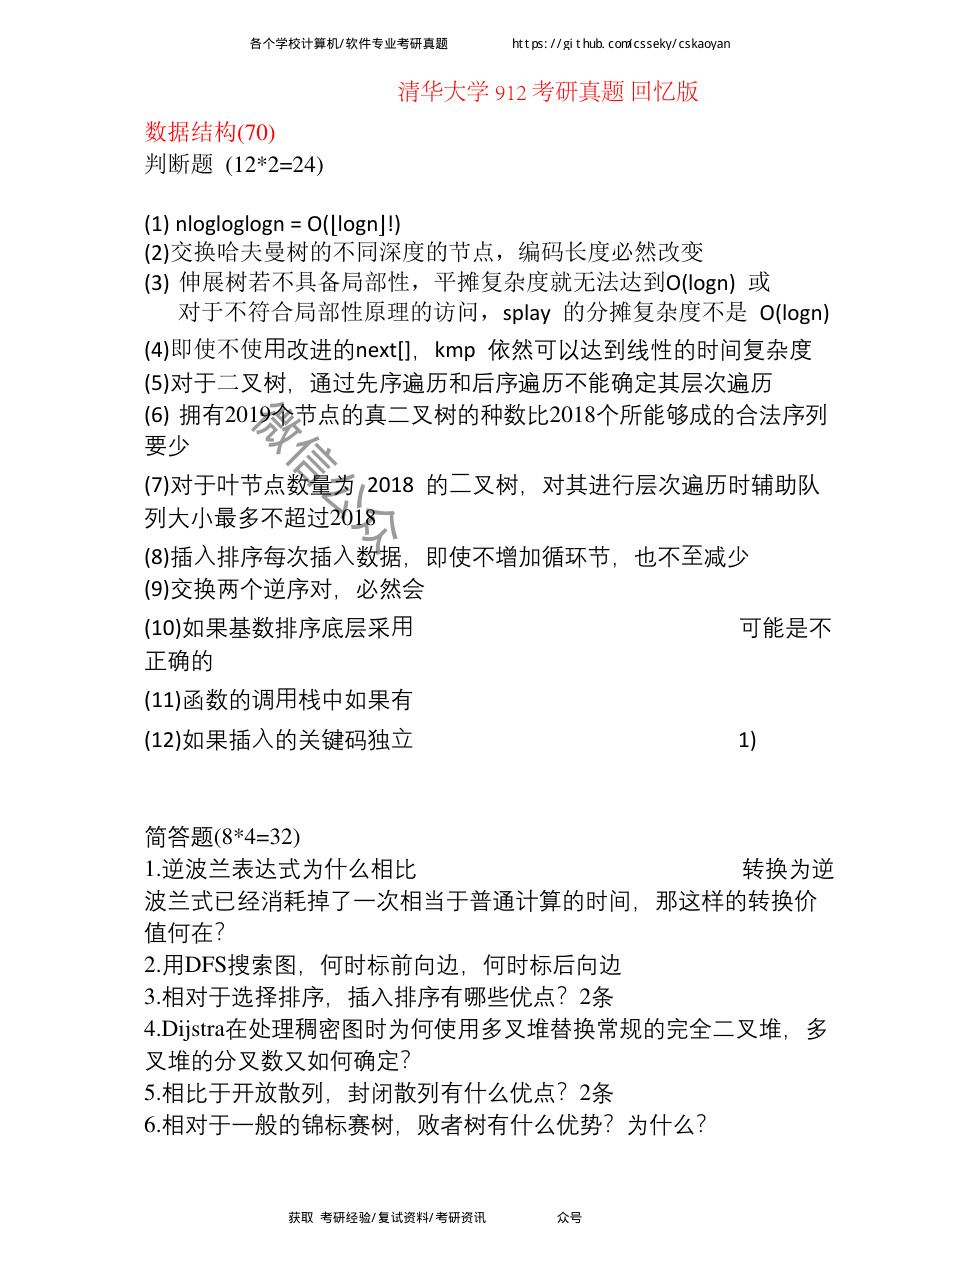 各个学校计算机/软件专业考研真题 https://github.com/csseky/cskaoyan
清华大学 912 考研真题 回忆版
数据结构(70)
判断题 (12*2=24)
(1) nlogloglogn = O(⌊logn⌋!)
(2)交换哈夫曼树的不同深度的节点，编码长度必然改变
(3) 伸展树若不具备局部性，平摊复杂度就无法达到O(logn) 或
对于不符合局部性原理的访问，splay 的分摊复杂度不是 O(logn)
(4)即使不使用改进的next[]，kmp 依然可以达到线性的时间复杂度
(5)对于二叉树，通过先序遍历和后序遍历不能确定其层次遍历
(6) 拥有2019个节点的真二叉树的种数比2018个所能够成的合法序列
要少
(7)对于叶节点数量为 2018 的二叉树，对其进行层次遍历时辅助队
列大小最多不超过2018
(8)插入排序每次插入数据，即使不增加循环节，也不至减少
(9)交换两个逆序对，必然会
(10)如果基数排序底层采用 可能是不
正确的
(11)函数的调用栈中如果有
(12)如果插入的关键码独立 1)
简答题(8*4=32)
1.逆波兰表达式为什么相比 转换为逆
波兰式已经消耗掉了一次相当于普通计算的时间，那这样的转换价
值何在？
2.用DFS搜索图，何时标前向边，何时标后向边
3.相对于选择排序，插入排序有哪些优点？2条
4.Dijstra在处理稠密图时为何使用多叉堆替换常规的完全二叉堆，多
叉堆的分叉数又如何确定？
5.相比于开放散列，封闭散列有什么优点？2条
6.相对于一般的锦标赛树，败者树有什么优势？为什么？
微信公众
获取 考研经验/复试资料/考研资讯 众号